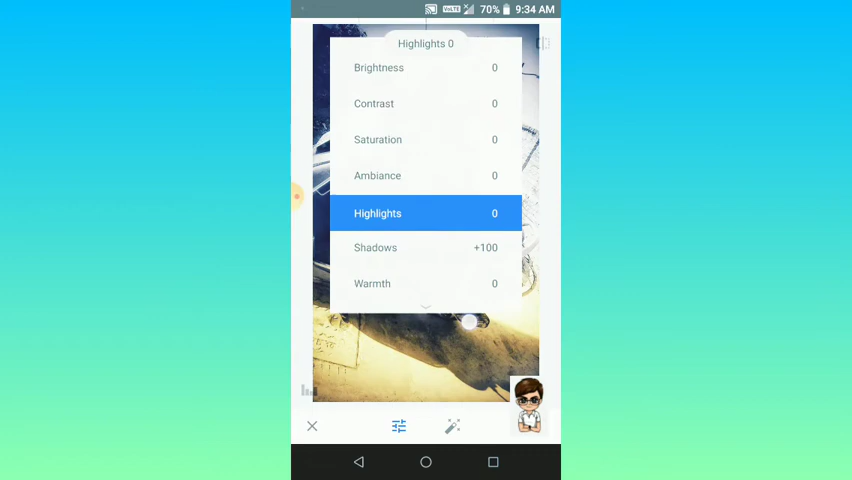 VoLTE 70% 9:34 AM
Highlights 0
Brightness 0
Contrast 0
Saturation 0
Ambiance 0
Highlights 0
Shadows +100
Warmth 0